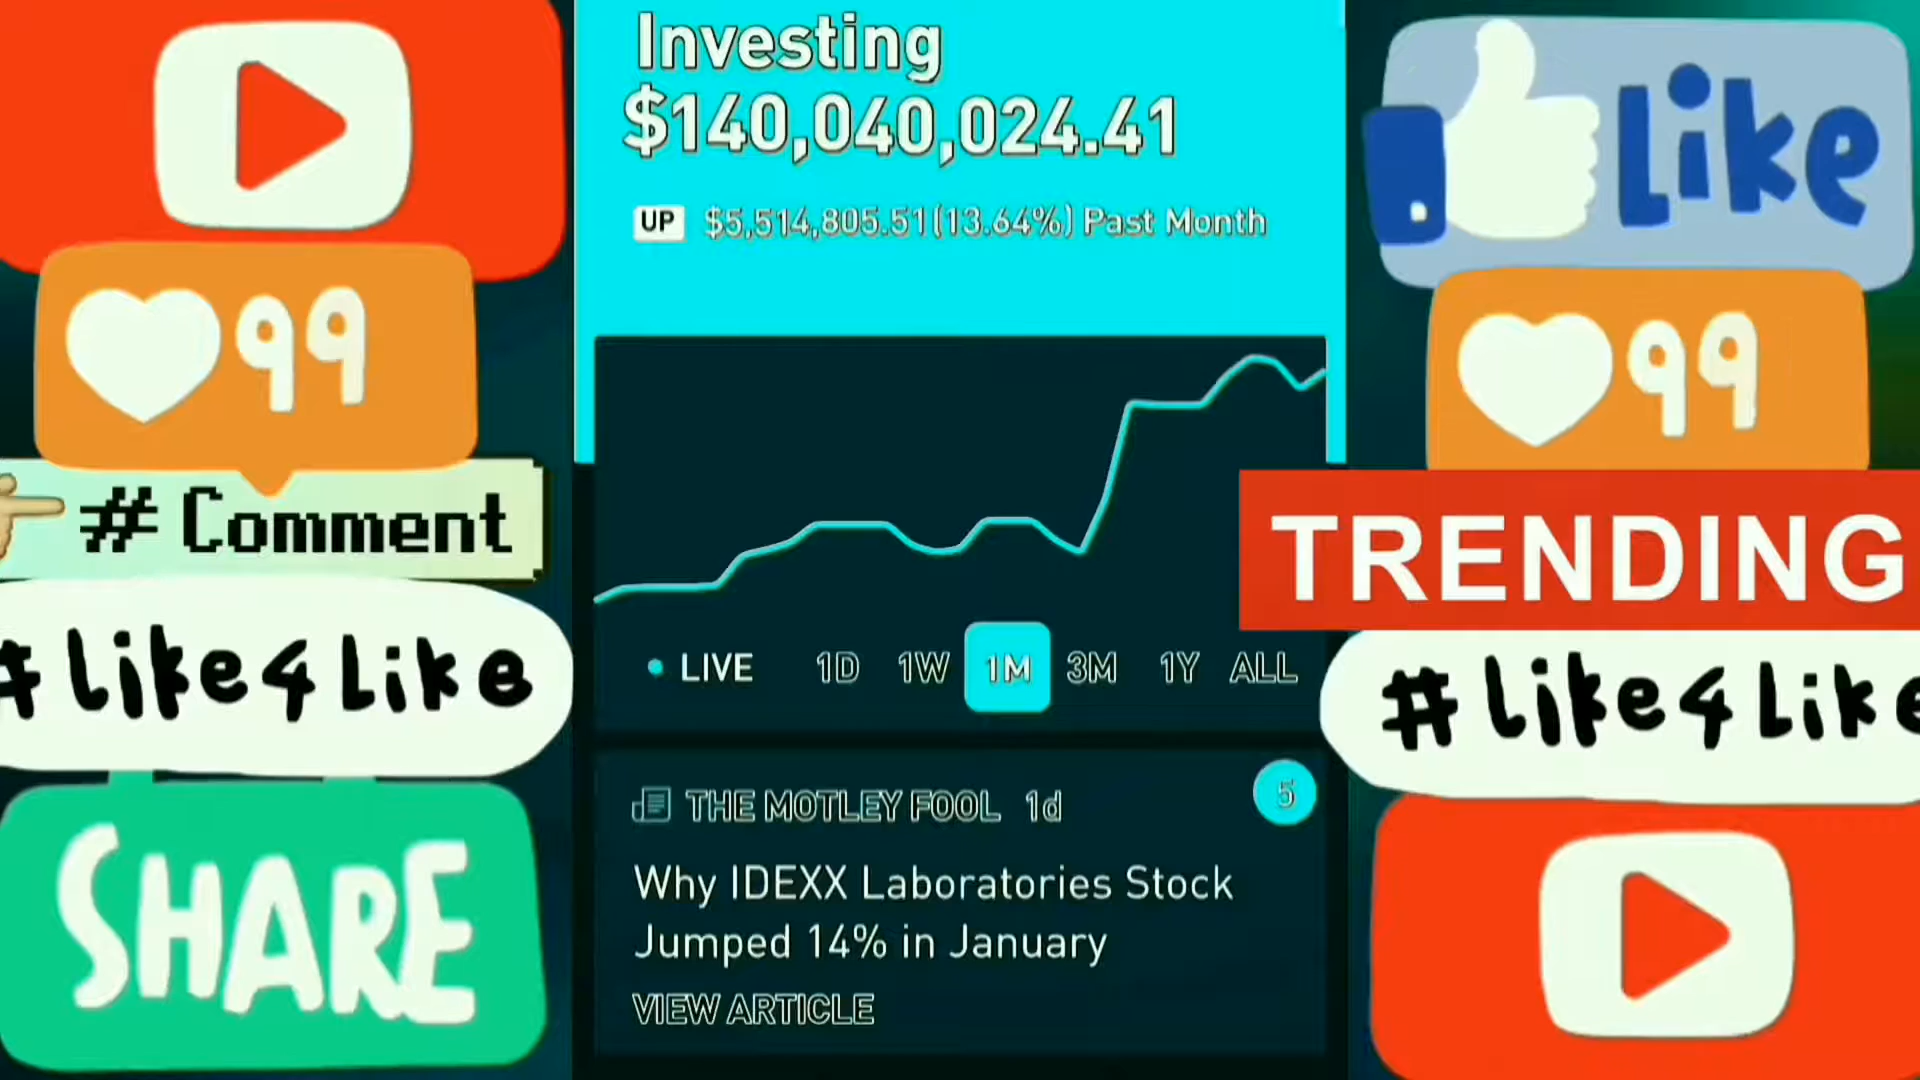 Investing
$140,040,024.41
UP $5,514,805.51(13.64%) Past Month
LIVE 1D 1W 1M 3M 1Y ALL
THE MOTLEY FOOL 1d
5
Why IDEXX Laboratories Stock
Jumped 14% in January
VIEW ARTICLE
99
# Comment
#like4like
SHARE
Like
99
TRENDING
#like4like